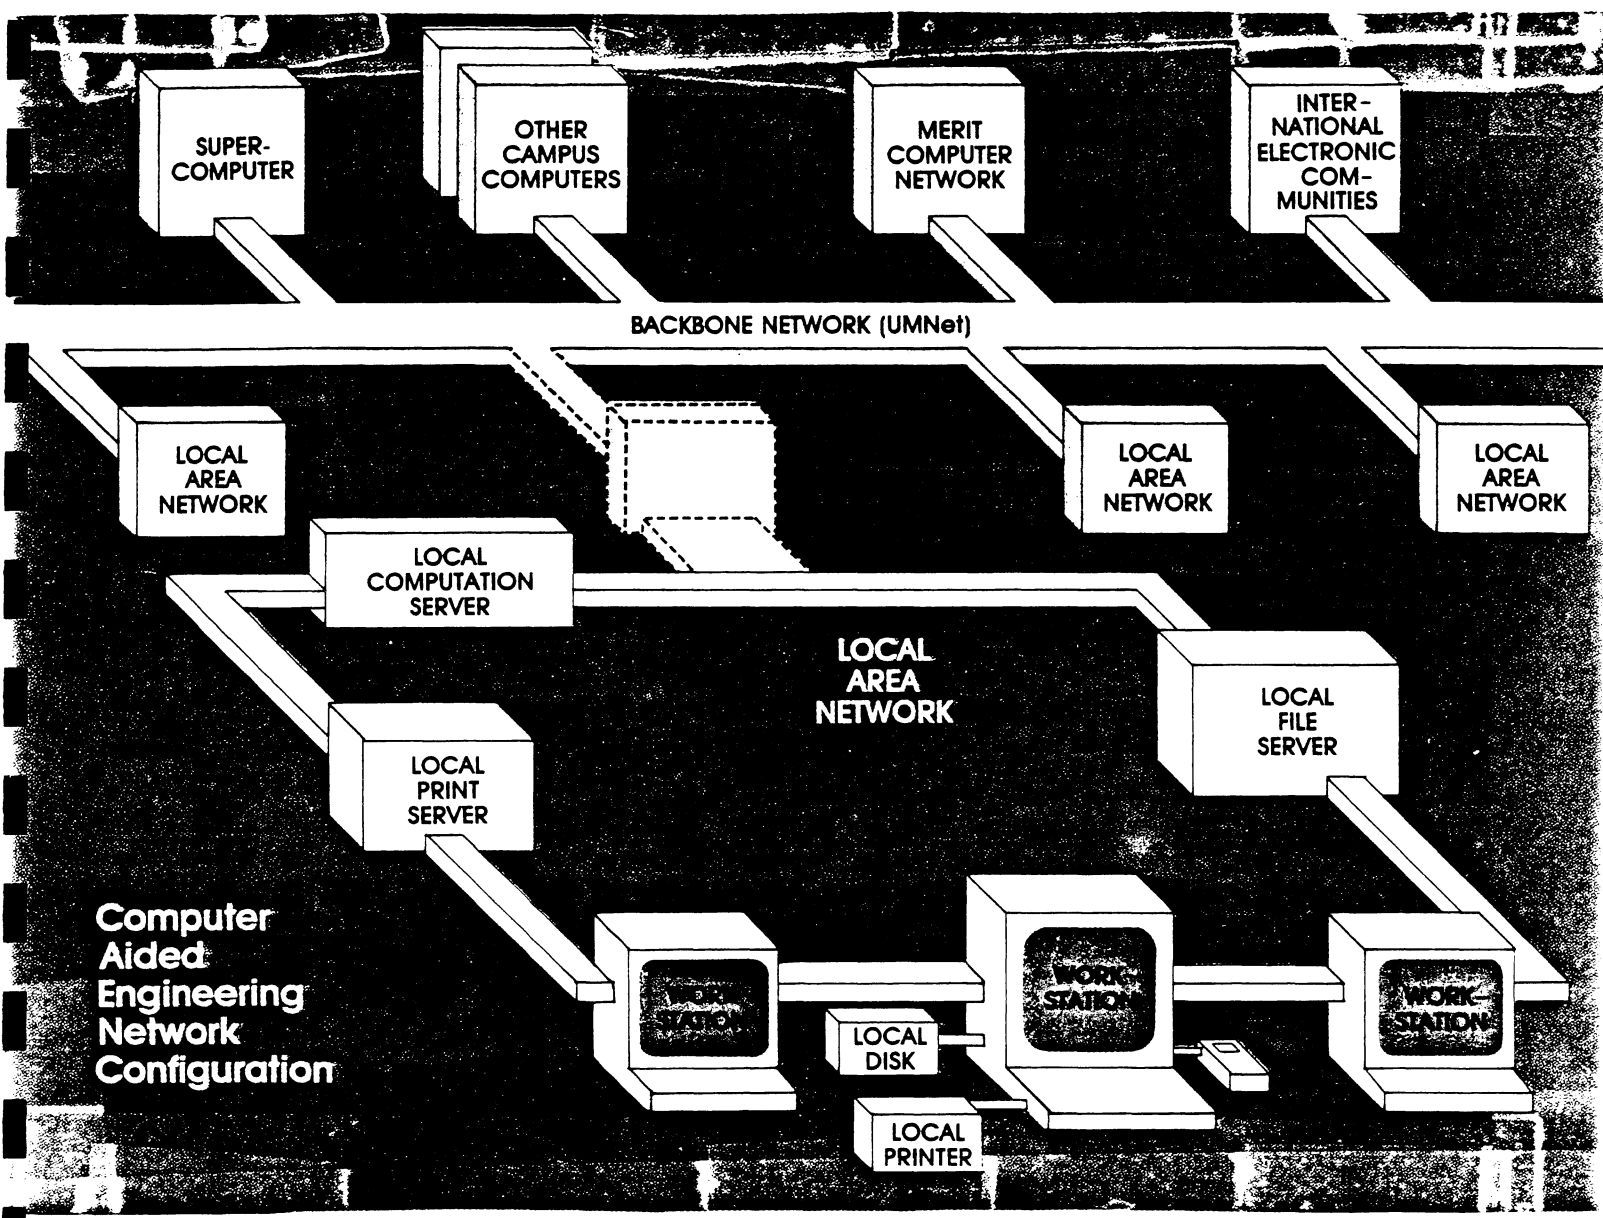 SUPER-
COMPUTER
OTHER
CAMPUS
COMPUTERS
MERIT
COMPUTER
NETWORK
INTER-
NATIONAL
ELECTRONIC
COM-
MUNITIES
BACKBONE NETWORK (UMNet)
LOCAL
AREA
NETWORK
LOCAL
AREA
NETWORK
LOCAL
AREA
NETWORK
LOCAL
COMPUTATION
SERVER
LOCAL
AREA
NETWORK
LOCAL
FILE
SERVER
LOCAL
PRINT
SERVER
Computer
Aided
Engineering
Network
Configuration
WORK-
STATION
WORK-
STATION
WORK-
STATION
LOCAL
DISK
LOCAL
PRINTER